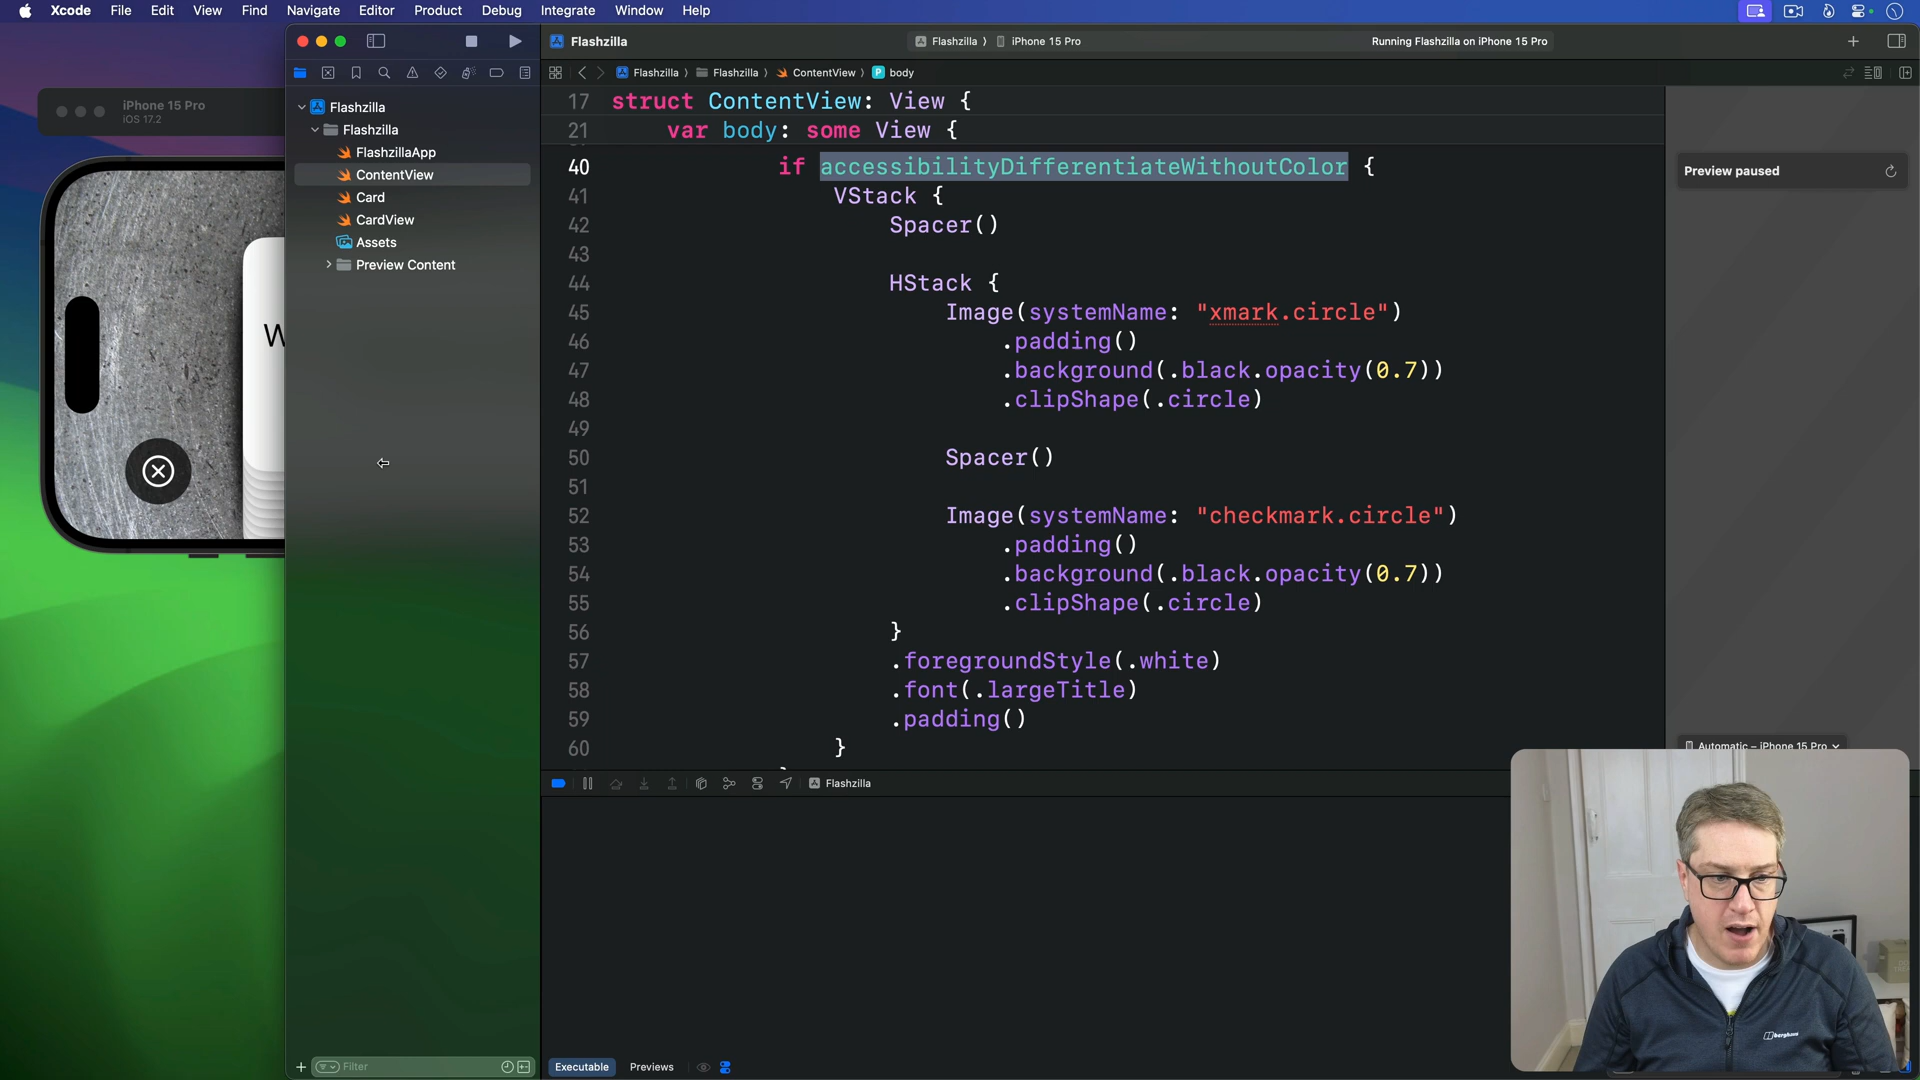 Xcode File Edit View Find Navigate Editor Product Debug Integrate Window Help
Flashzilla
Flashzilla ⟩ iPhone 15 Pro
Running Flashzilla on iPhone 15 Pro
Flashzilla ⟩ Flashzilla ⟩ ContentView ⟩ P body
iPhone 15 Pro
iOS 17.2
W
Flashzilla
Flashzilla
FlashzillaApp
ContentView
Card
CardView
Assets
Preview Content
Filter
17 struct ContentView: View {
21 var body: some View {
40 if accessibilityDifferentiateWithoutColor {
41 VStack {
42 Spacer()
43
44 HStack {
45 Image(systemName: "xmark.circle")
46 .padding()
47 .background(.black.opacity(0.7))
48 .clipShape(.circle)
49
50 Spacer()
51
52 Image(systemName: "checkmark.circle")
53 .padding()
54 .background(.black.opacity(0.7))
55 .clipShape(.circle)
56 }
57 .foregroundStyle(.white)
58 .font(.largeTitle)
59 .padding()
60 }
Preview paused
Automatic – iPhone 15 Pro
Flashzilla
Executable Previews
berghaus